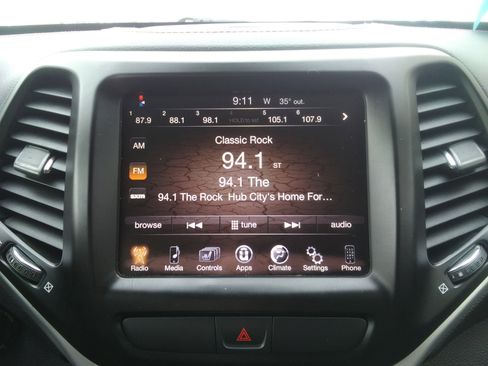 9:11 W 35° out.
1 2 3 4 5 6
87.9 88.1 98.1 HOLD to set 105.1 107.9
Classic Rock
AM
94.1 ST
FM
94.1 The
sxm
94.1 The Rock Hub City's Home For...
browse tune audio
Radio Media Controls Apps Climate Settings Phone